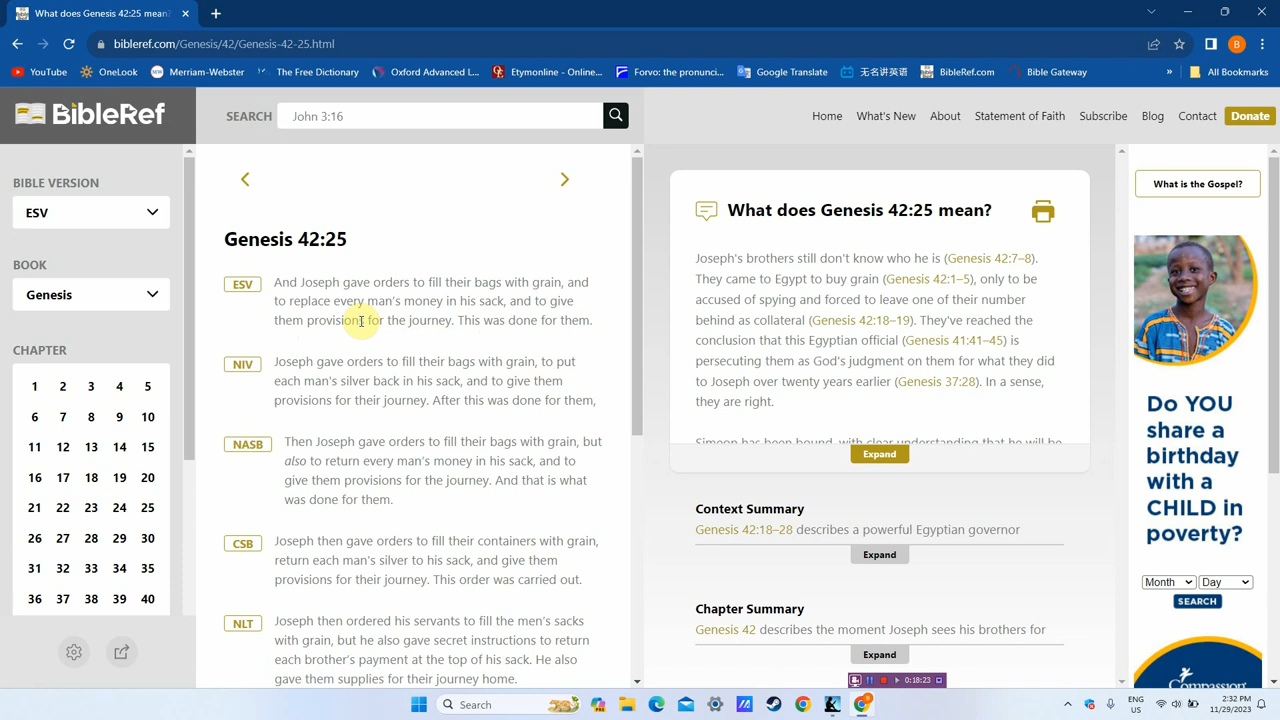 What does Genesis 42:25 mean?
bibleref.com/Genesis/42/Genesis-42-25.html
YouTube
OneLook
Merriam-Webster
The Free Dictionary
Oxford Advanced L...
Etymonline - Online...
Forvo: the pronunci...
Google Translate
无名讲英语
BibleRef.com
Bible Gateway
»
All Bookmarks
BibleRef
SEARCH
John 3:16
Home
What's New
About
Statement of Faith
Subscribe
Blog
Contact
Donate
BIBLE VERSION
ESV
BOOK
Genesis
CHAPTER
1 2 3 4 5
6 7 8 9 10
11 12 13 14 15
16 17 18 19 20
21 22 23 24 25
26 27 28 29 30
31 32 33 34 35
36 37 38 39 40
Genesis 42:25
ESV
And Joseph gave orders to fill their bags with grain, and
to replace every man's money in his sack, and to give
them provisions for the journey. This was done for them.
NIV
Joseph gave orders to fill their bags with grain, to put
each man's silver back in his sack, and to give them
provisions for their journey. After this was done for them,
NASB
Then Joseph gave orders to fill their bags with grain, but
also to return every man's money in his sack, and to
give them provisions for the journey. And that is what
was done for them.
CSB
Joseph then gave orders to fill their containers with grain,
return each man's silver to his sack, and give them
provisions for their journey. This order was carried out.
NLT
Joseph then ordered his servants to fill the men's sacks
with grain, but he also gave secret instructions to return
each brother's payment at the top of his sack. He also
gave them supplies for their journey home.
What does Genesis 42:25 mean?
Joseph's brothers still don't know who he is (Genesis 42:7–8).
They came to Egypt to buy grain (Genesis 42:1–5), only to be
accused of spying and forced to leave one of their number
behind as collateral (Genesis 42:18–19). They've reached the
conclusion that this Egyptian official (Genesis 41:41–45) is
persecuting them as God's judgment on them for what they did
to Joseph over twenty years earlier (Genesis 37:28). In a sense,
they are right.
Simeon has been bound, with clear understanding that he will be
Expand
Context Summary
Genesis 42:18–28 describes a powerful Egyptian governor
Expand
Chapter Summary
Genesis 42 describes the moment Joseph sees his brothers for
Expand
What is the Gospel?
Do YOU
share a
birthday
with a
CHILD in
poverty?
Month
Day
SEARCH
Compassion
0:18:23
Search
ENG
US
2:32 PM
11/29/2023
B